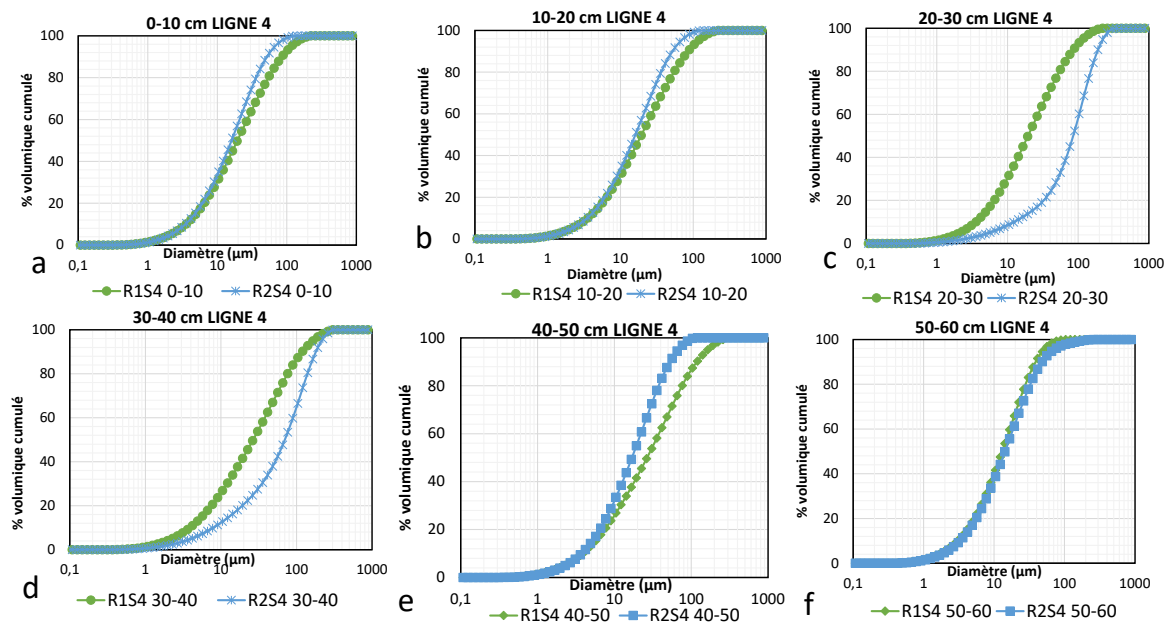 0-10 cm LIGNE 4
% volumique cumulé
100
80
60
40
20
0
0,1
1
10
100
1000
Diamètre (µm)
a
R1S4 0-10
R2S4 0-10
10-20 cm LIGNE 4
% volumique cumulé
100
80
60
40
20
0
0,1
1
10
100
1000
Diamètre (µm)
b
R1S4 10-20
R2S4 10-20
20-30 cm LIGNE 4
% volumique cumulé
100
80
60
40
20
0
0,1
1
10
100
1000
Diamètre (µm)
c
R1S4 20-30
R2S4 20-30
30-40 cm LIGNE 4
% volumique cumulé
100
80
60
40
20
0
0,1
1
10
100
1000
Diamètre (µm)
d
R1S4 30-40
R2S4 30-40
40-50 cm LIGNE 4
% volumique cumulé
100
80
60
40
20
0
0,1
1
10
100
1000
Diamètre (µm)
e
R1S4 40-50
R2S4 40-50
50-60 cm LIGNE 4
% volumique cumulé
100
80
60
40
20
0
0,1
1
10
100
1000
Diamètre (µm)
f
R1S4 50-60
R2S4 50-60